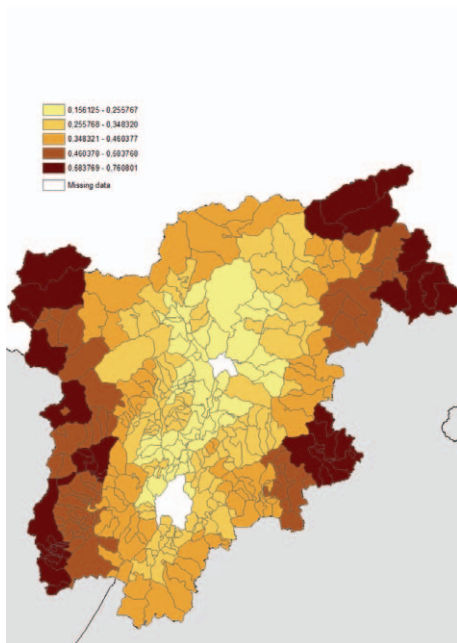 0,156125 - 0,255767
0,255768 - 0,348320
0,348321 - 0,460377
0,460378 - 0,583768
0,583769 - 0,760801
Missing data